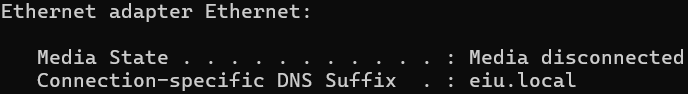 Ethernet adapter Ethernet:
Media State . . . . . . . . . . . : Media disconnected
Connection-specific DNS Suffix  . : eiu.local